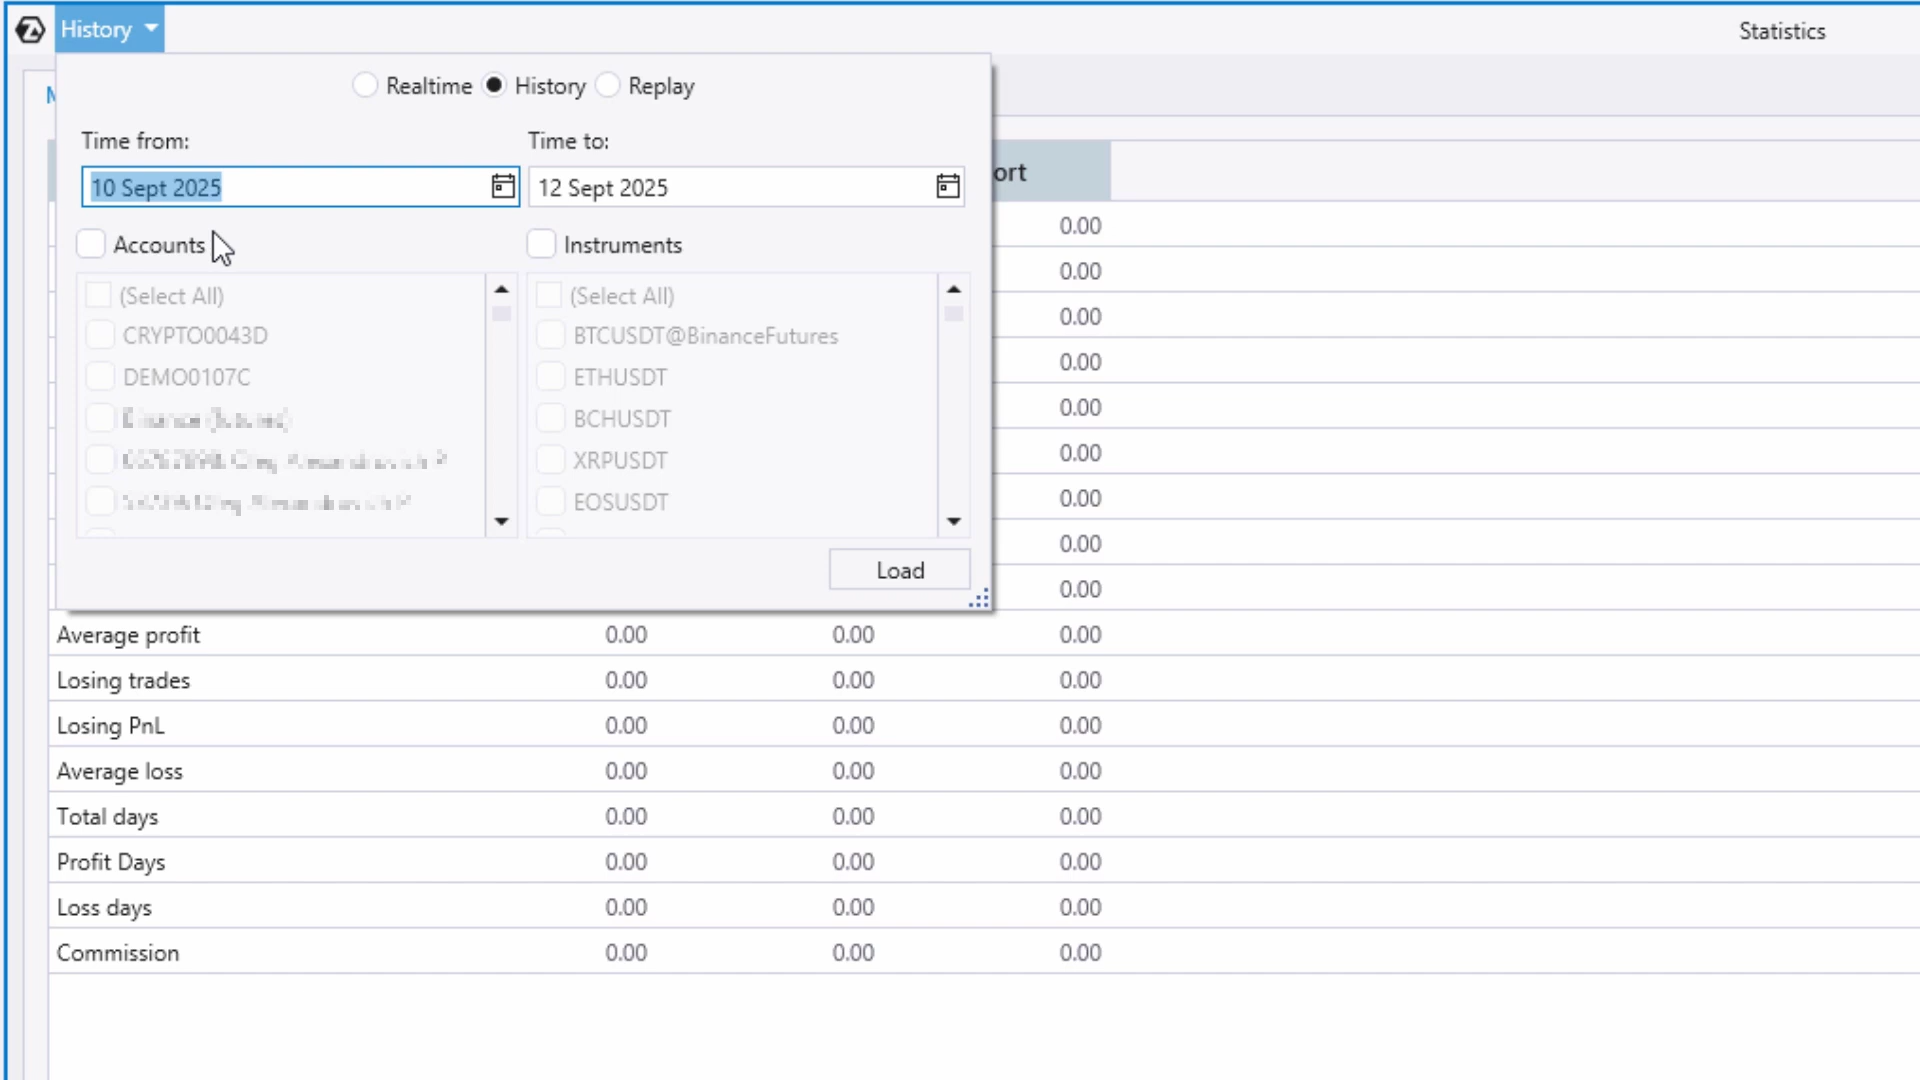 History
Statistics
Realtime History Replay
Time from: Time to:
10 Sept 2025 12 Sept 2025
ort
Accounts Instruments
0.00
0.00
(Select All) (Select All)
0.00
CRYPTO0043D BTCUSDT@BinanceFutures
0.00
DEMO0107C ETHUSDT
0.00
BCHUSDT
0.00
XRPUSDT
0.00
EOSUSDT
0.00
Load
0.00
Average profit 0.00 0.00 0.00
Losing trades 0.00 0.00 0.00
Losing PnL 0.00 0.00 0.00
Average loss 0.00 0.00 0.00
Total days 0.00 0.00 0.00
Profit Days 0.00 0.00 0.00
Loss days 0.00 0.00 0.00
Commission 0.00 0.00 0.00